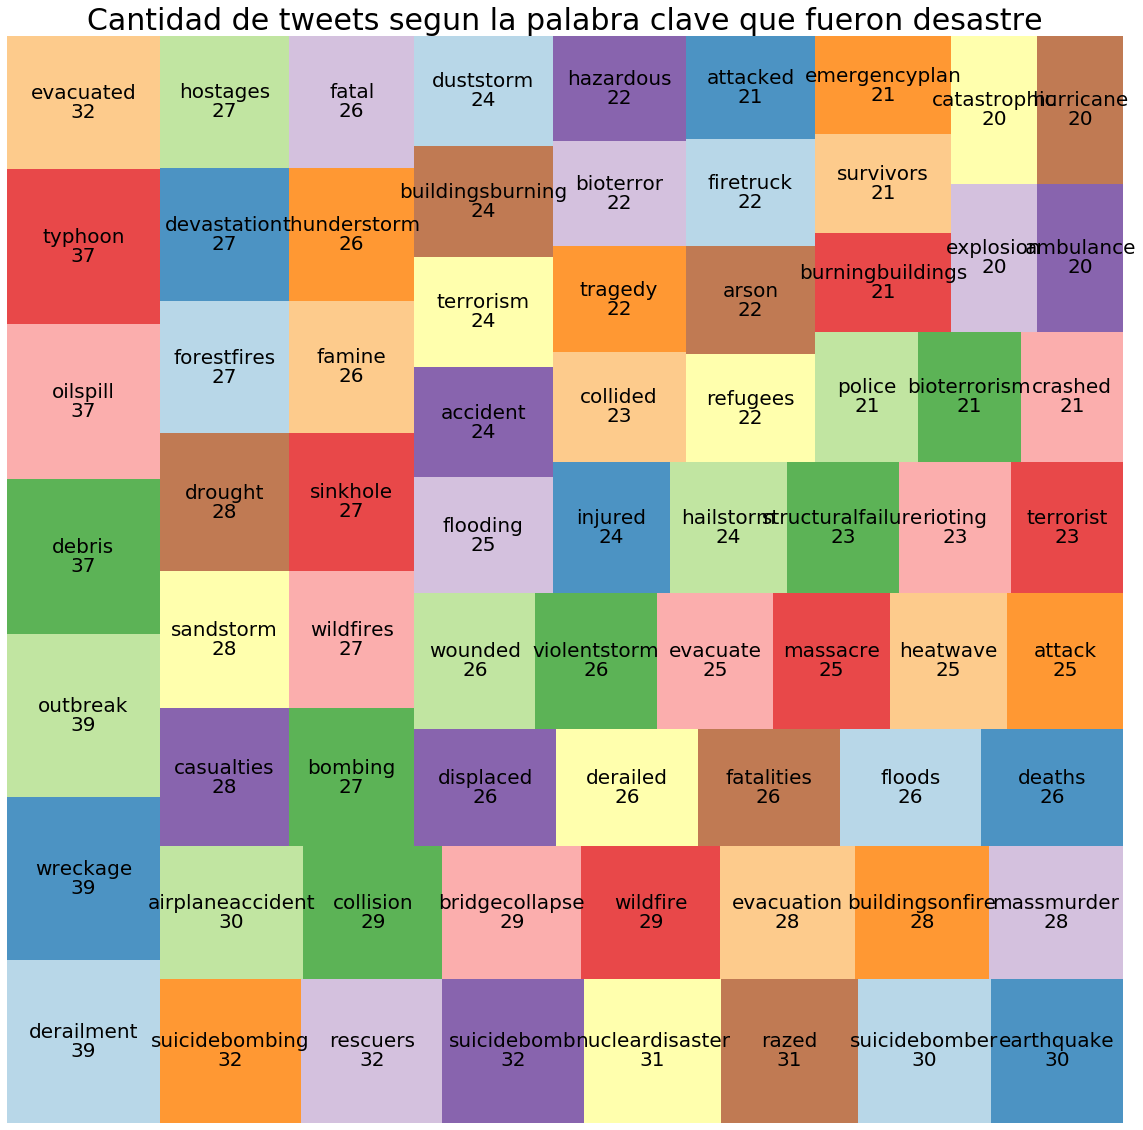 Cantidad de tweets segun la palabra clave que fueron desastre
evacuated
32
typhoon
37
oilspill
37
debris
37
outbreak
39
wreckage
39
derailment
39
hostages
27
devastation
27
forestfires
27
drought
28
sandstorm
28
casualties
28
fatal
26
thunderstorm
26
famine
26
sinkhole
27
wildfires
27
bombing
27
duststorm
24
buildingsburning
24
terrorism
24
accident
24
flooding
25
hazardous
22
bioterror
22
tragedy
22
collided
23
attacked
21
firetruck
22
arson
22
refugees
22
emergencyplan
21
survivors
21
burningbuildings
21
catastrophic
20
hurricane
20
explosion
20
ambulance
20
police
21
bioterrorism
21
crashed
21
injured
24
hailstorm
24
structuralfailure
23
rioting
23
terrorist
23
wounded
26
violentstorm
26
evacuate
25
massacre
25
heatwave
25
attack
25
displaced
26
derailed
26
fatalities
26
floods
26
deaths
26
airplaneaccident
30
collision
29
bridgecollapse
29
wildfire
29
evacuation
28
buildingsonfire
28
massmurder
28
suicidebombing
32
rescuers
32
suicidebomb
32
nucleardisaster
31
razed
31
suicidebomber
30
earthquake
30